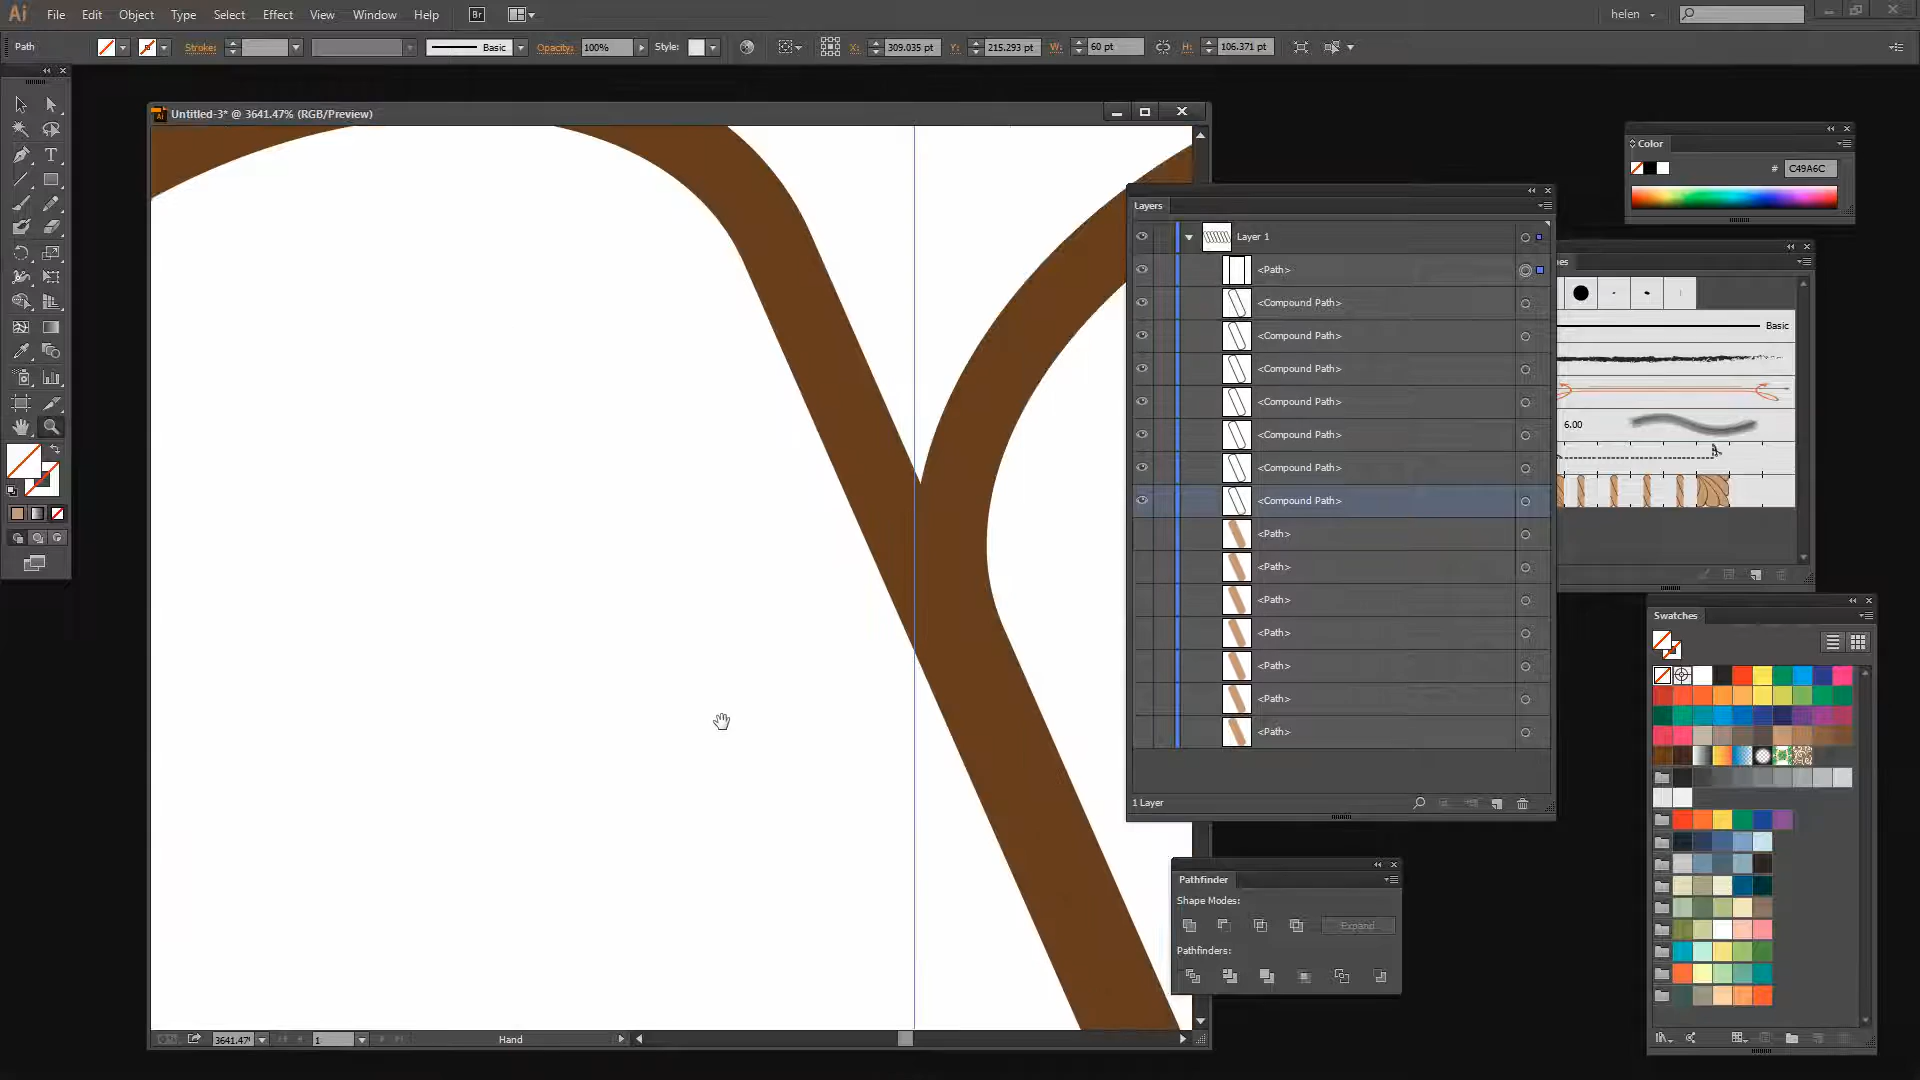 Ai File Edit Object Type Select Effect View Window Help Br helen
Path Stroke: Basic Opacity: 100% Style: X: 309.035 pt Y: 215.293 pt W: 60 pt H: 106.371 pt
Untitled-3* @ 3641.47% (RGB/Preview)
Color
# C49A6C
Layers
Layer 1
<Path>
<Compound Path>
<Compound Path>
<Compound Path>
<Compound Path>
<Compound Path>
<Compound Path>
<Compound Path>
<Path>
<Path>
<Path>
<Path>
<Path>
<Path>
<Path>
1 Layer
es
Basic
6.00
Swatches
Pathfinder
Shape Modes:
Expand
Pathfinders:
3641.47% 1 Hand